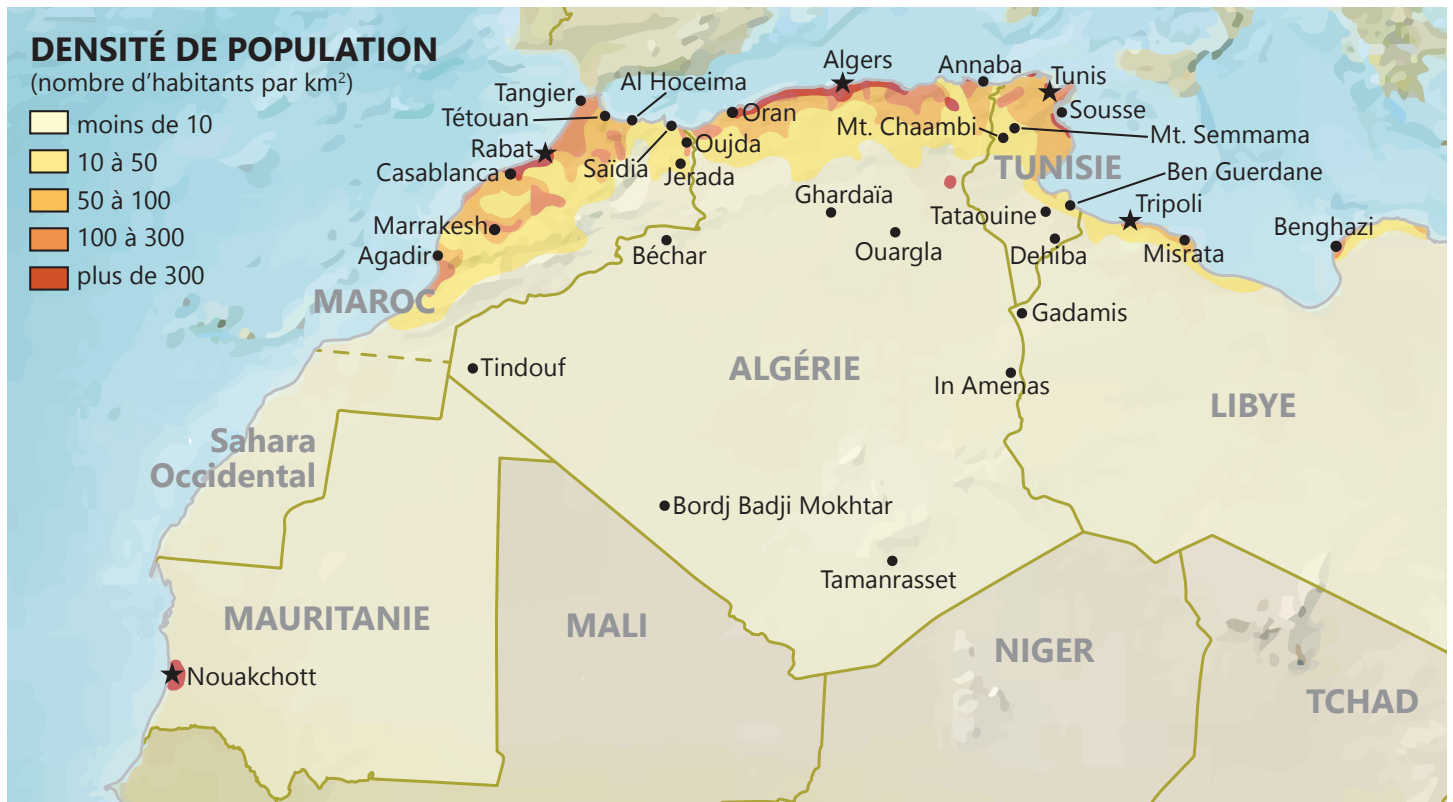 DENSITÉ DE POPULATION
(nombre d’habitants par km²)
moins de 10
10 à 50
50 à 100
100 à 300
plus de 300
Tangier
Tétouan
Rabat
Casablanca
Marrakesh
Agadir
MAROC
Al Hoceima
Saïdia
Oujda
Jerada
Oran
Algers
Annaba
Tunis
Sousse
Mt. Chaambi
Mt. Semmama
TUNISIE
Ben Guerdane
Ghardaïa
Tataouine
Tripoli
Benghazi
Béchar
Ouargla
Dehiba
Misrata
Gadamis
Tindouf
ALGÉRIE
In Amenas
LIBYE
Sahara
Occidental
Bordj Badji Mokhtar
Tamanrasset
MAURITANIE
MALI
NIGER
Nouakchott
TCHAD